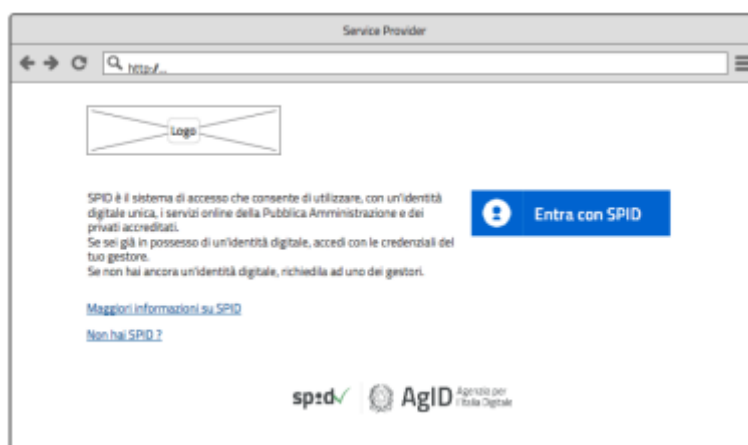 Service Provider
http://...
Logo
SPID è il sistema di accesso che consente di utilizzare, con un'identità
digitale unica, i servizi online della Pubblica Amministrazione e dei
privati accreditati.
Se sei già in possesso di un'identità digitale, accedi con le credenziali del
tuo gestore.
Se non hai ancora un'identità digitale, richiedila ad uno dei gestori.
Entra con SPID
Maggiori informazioni su SPID
Non hai SPID ?
sp:d AgID Agenzia per
l'Italia Digitale